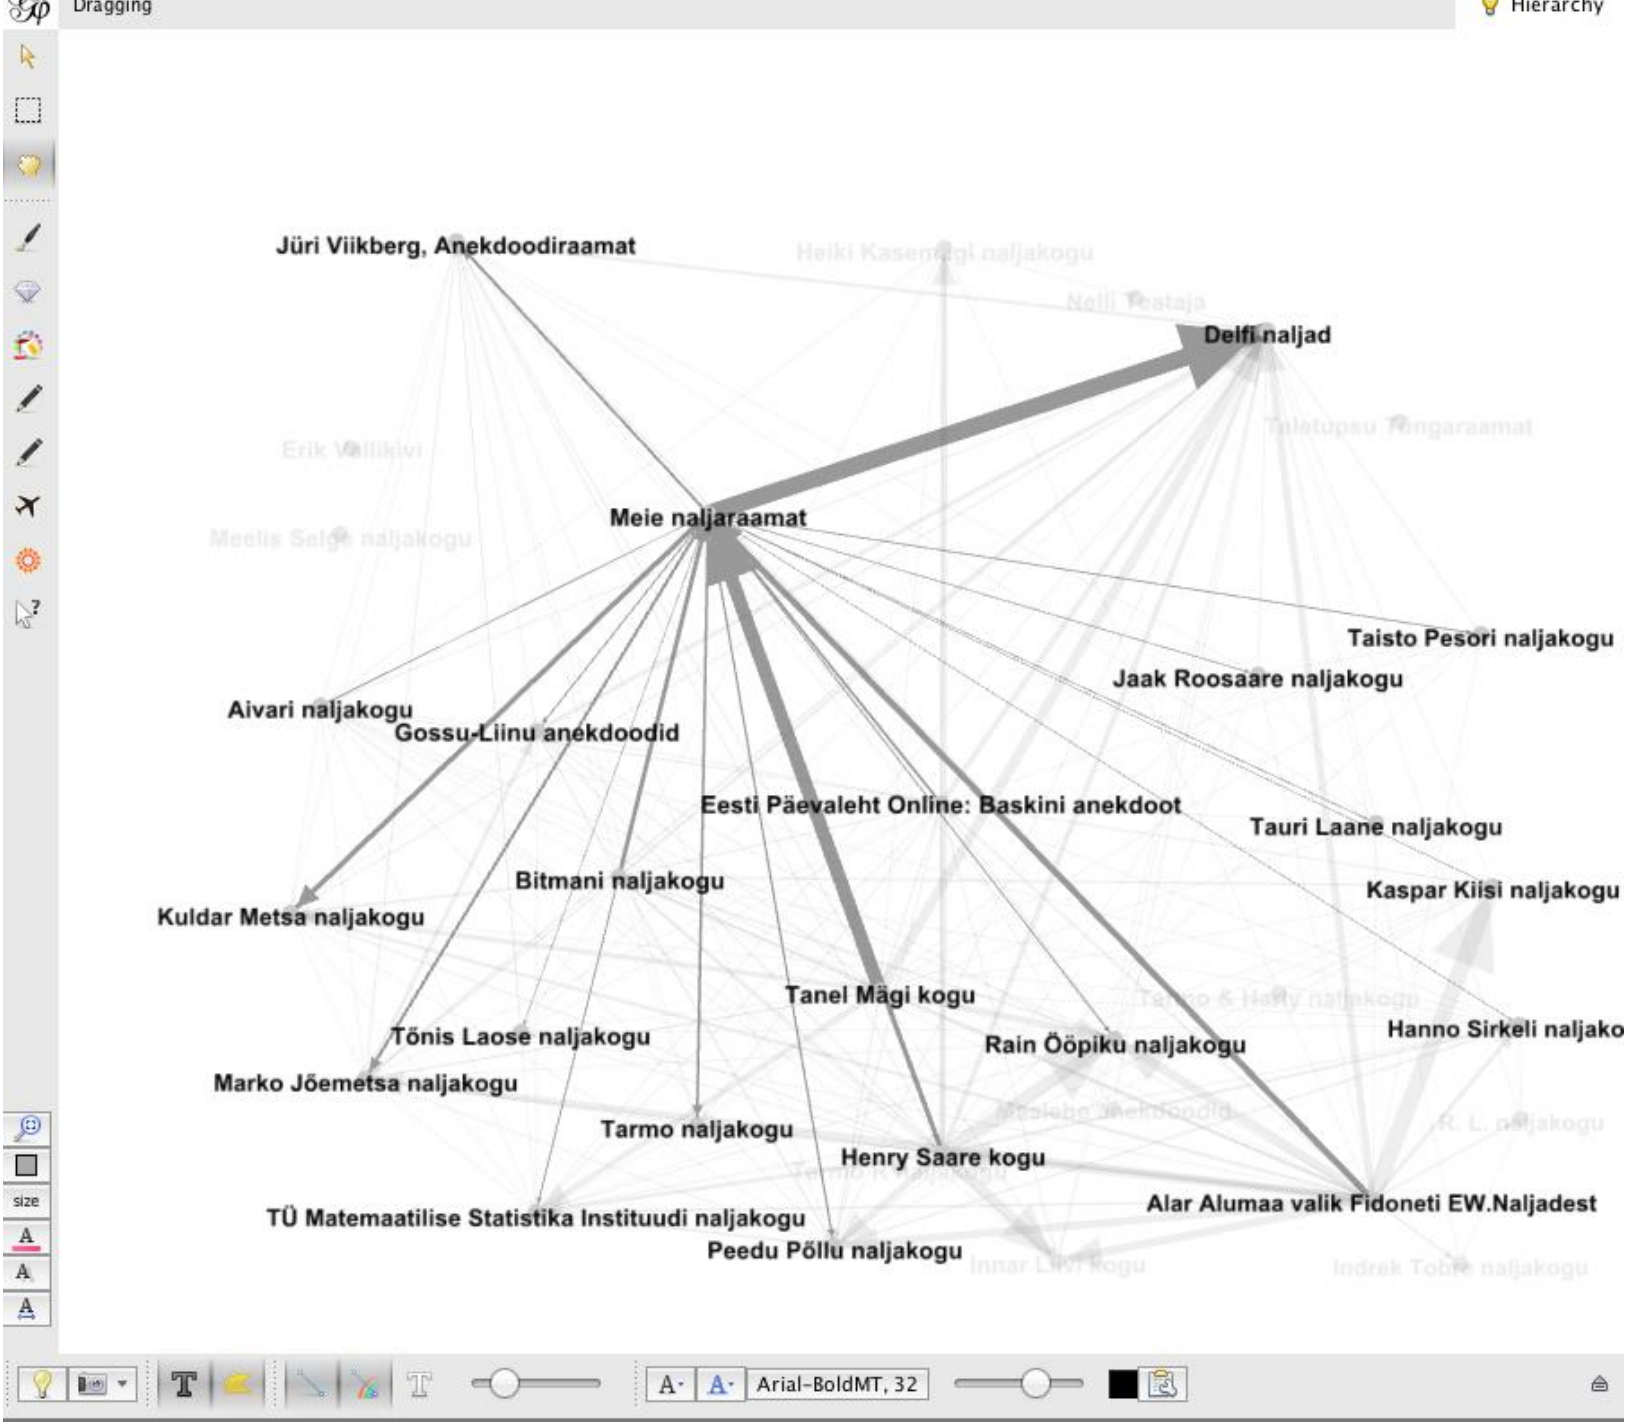 Dragging
Hierarchy
Jüri Viikberg, Anekdoodiraamat
Heiki Kasemägi naljakogu
Nelli Teataja
Delfi naljad
Erik Vallikivi
Meie naljaraamat
Meelis Selge naljakogu
Taisto Pesori naljakogu
Jaak Roosaare naljakogu
Aivari naljakogu
Gossu-Liinu anekdoodid
Eesti Päevaleht Online: Baskini anekdoot
Tauri Laane naljakogu
Bitmani naljakogu
Kaspar Kiisi naljakogu
Kuldar Metsa naljakogu
Tanel Mägi kogu
naljakogu
Hanno Sirkeli naljako
Tõnis Laose naljakogu
Rain Ööpiku naljakogu
Marko Jõemetsa naljakogu
anekdoodid
R. L. naljakogu
Tarmo naljakogu
Henry Saare kogu
Alar Alumaa valik Fidoneti EW.Naljadest
TÜ Matemaatilise Statistika Instituudi naljakogu
Peedu Põllu naljakogu
Innar Liivi kogu
Indrek Tobre naljakogu
size
A
A
A
T
T
A
A
Arial-BoldMT, 32